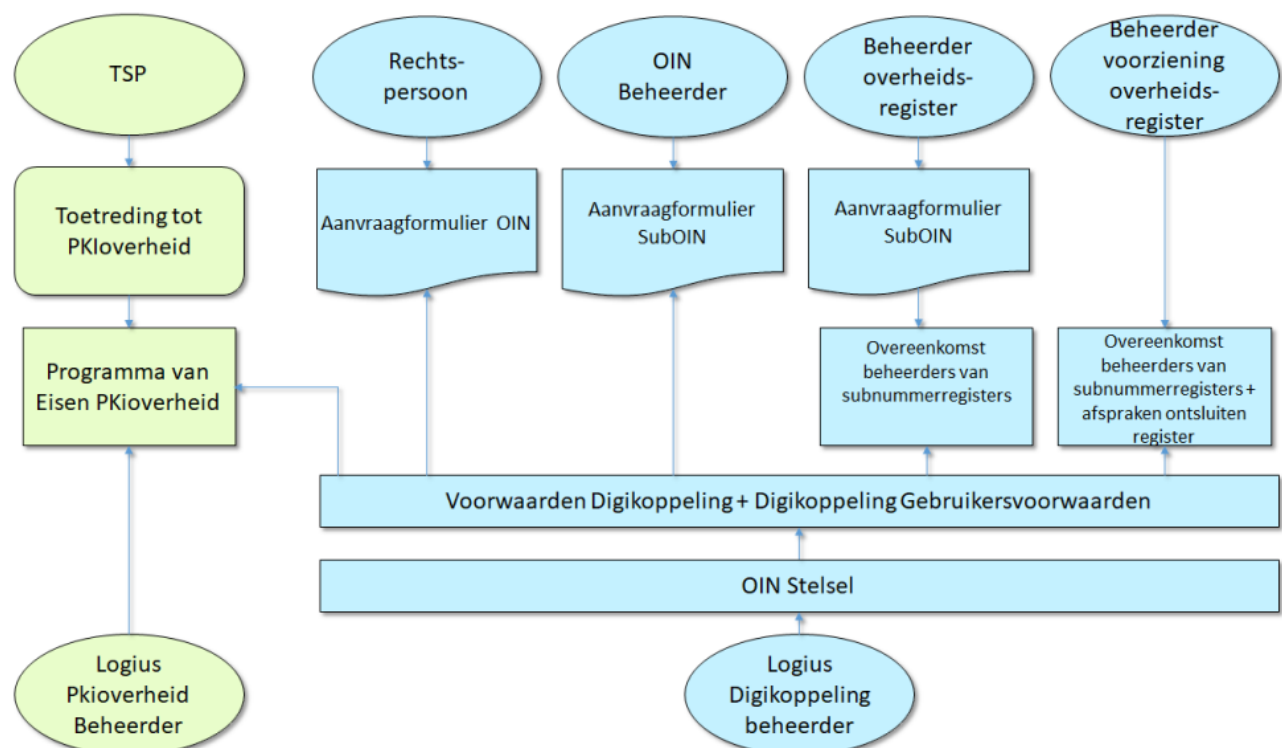 TSP
Rechts-
persoon
OIN
Beheerder
Beheerder
overheids-
register
Beheerder
voorziening
overheids-
register
Toetreding tot
PKIoverheid
Aanvraagformulier OIN
Aanvraagformulier
SubOIN
Aanvraagformulier
SubOIN
Programma van
Eisen PKioverheid
Overeenkomst
beheerders van
subnummerregisters
Overeenkomst
beheerders van
subnummerregisters +
afspraken ontsluiten
register
Voorwaarden Digikoppeling + Digikoppeling Gebruikersvoorwaarden
OIN Stelsel
Logius
Pkioverheid
Beheerder
Logius
Digikoppeling
beheerder